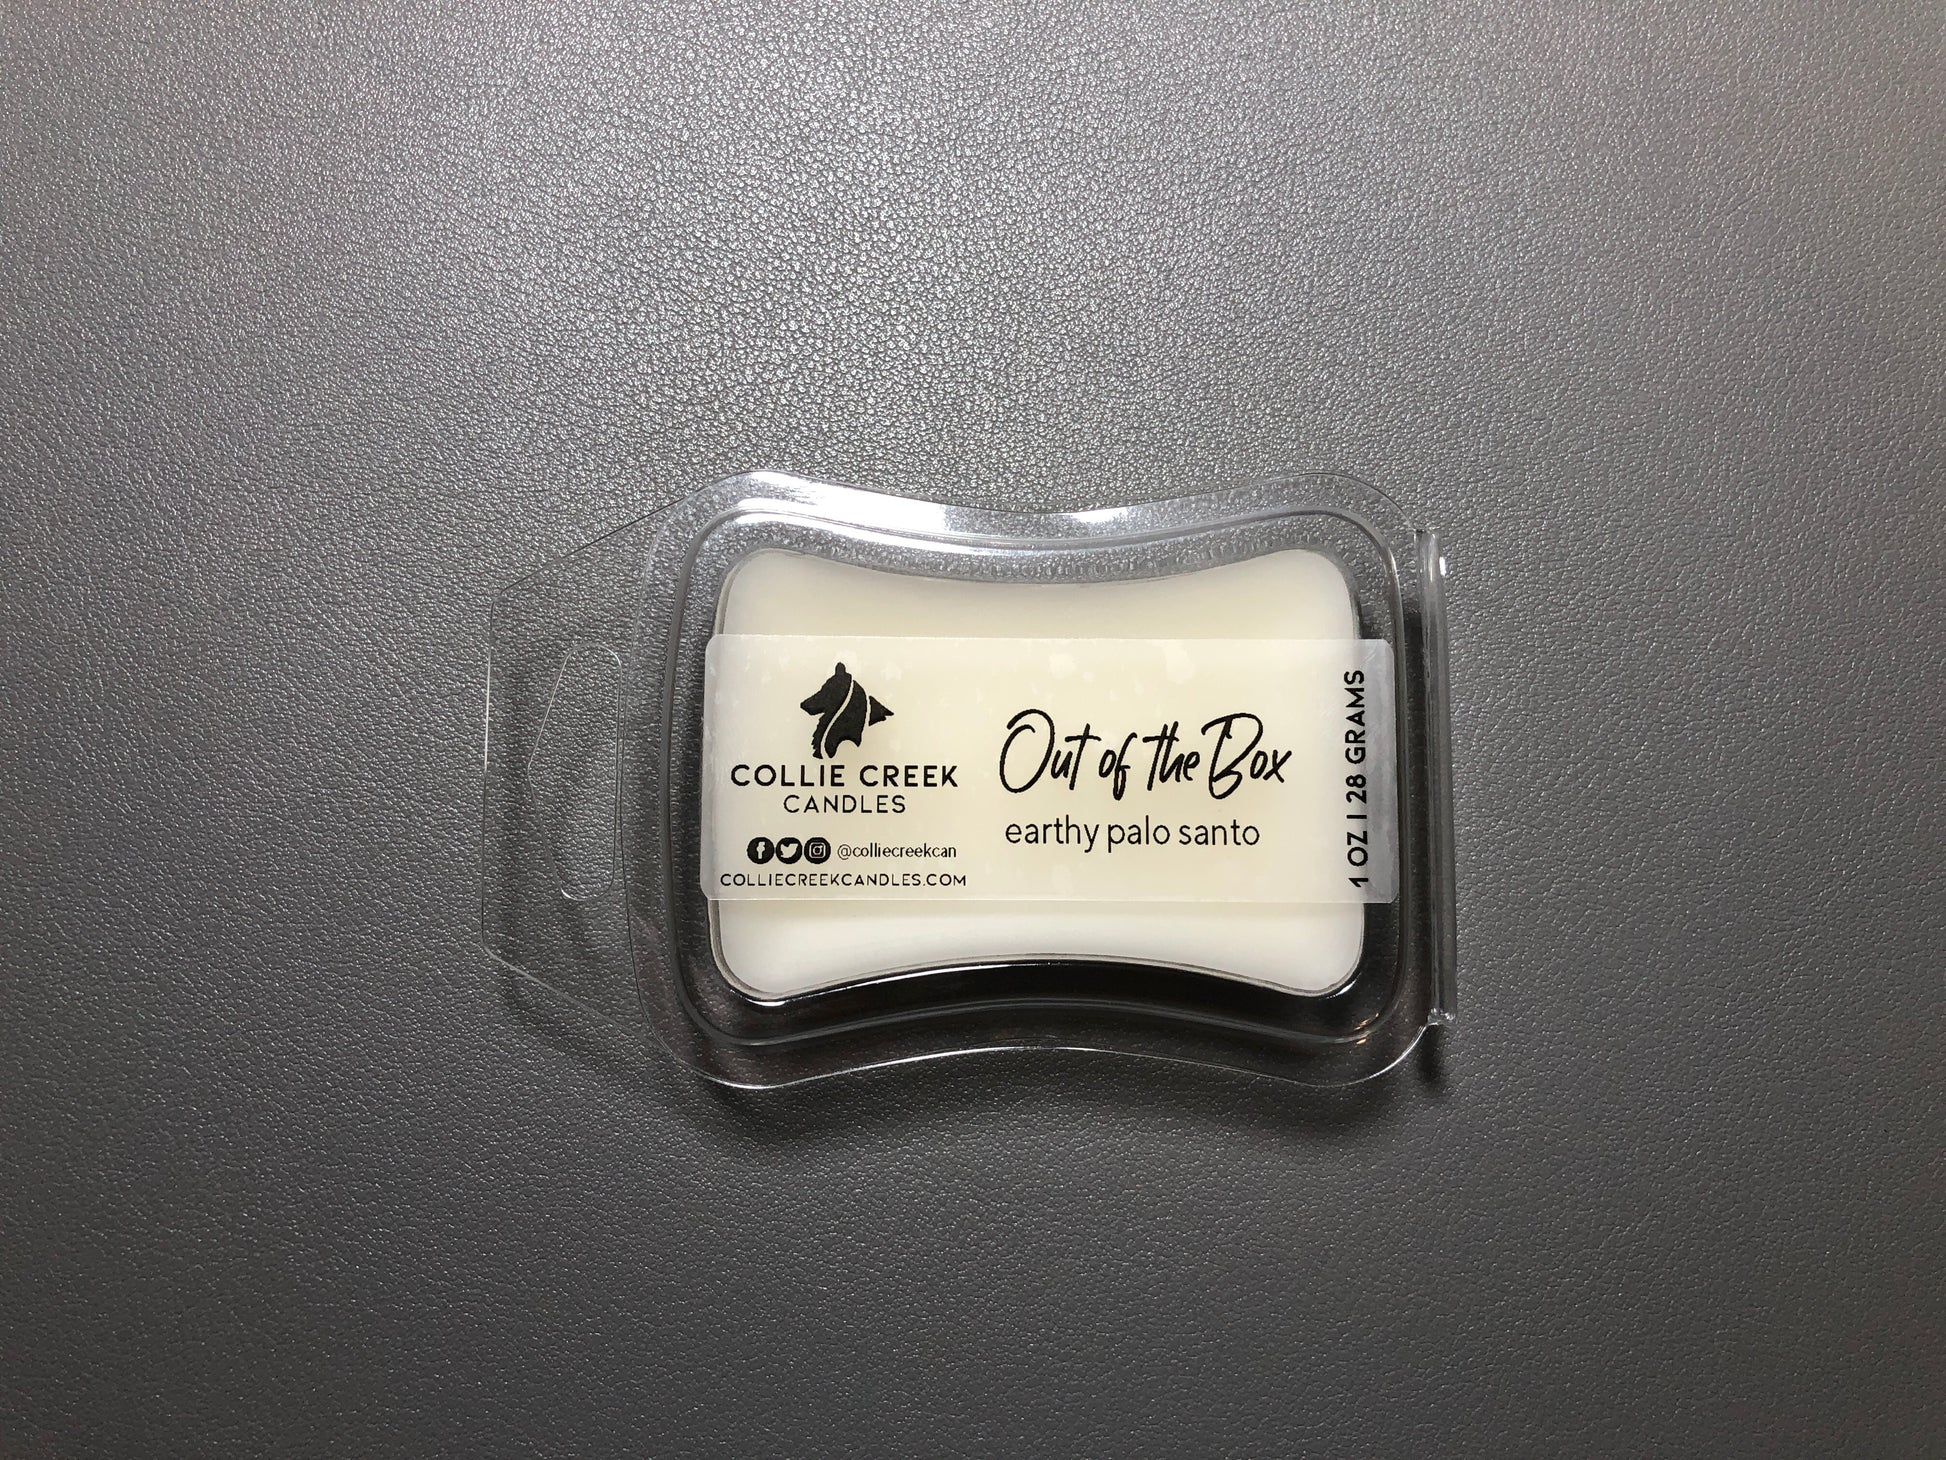 COLLIE CREEK
CANDLES
@colliecreekcan
COLLIECREEKCANDLES.COM
Out of the Box
earthy palo santo
1 OZ | 28 GRAMS